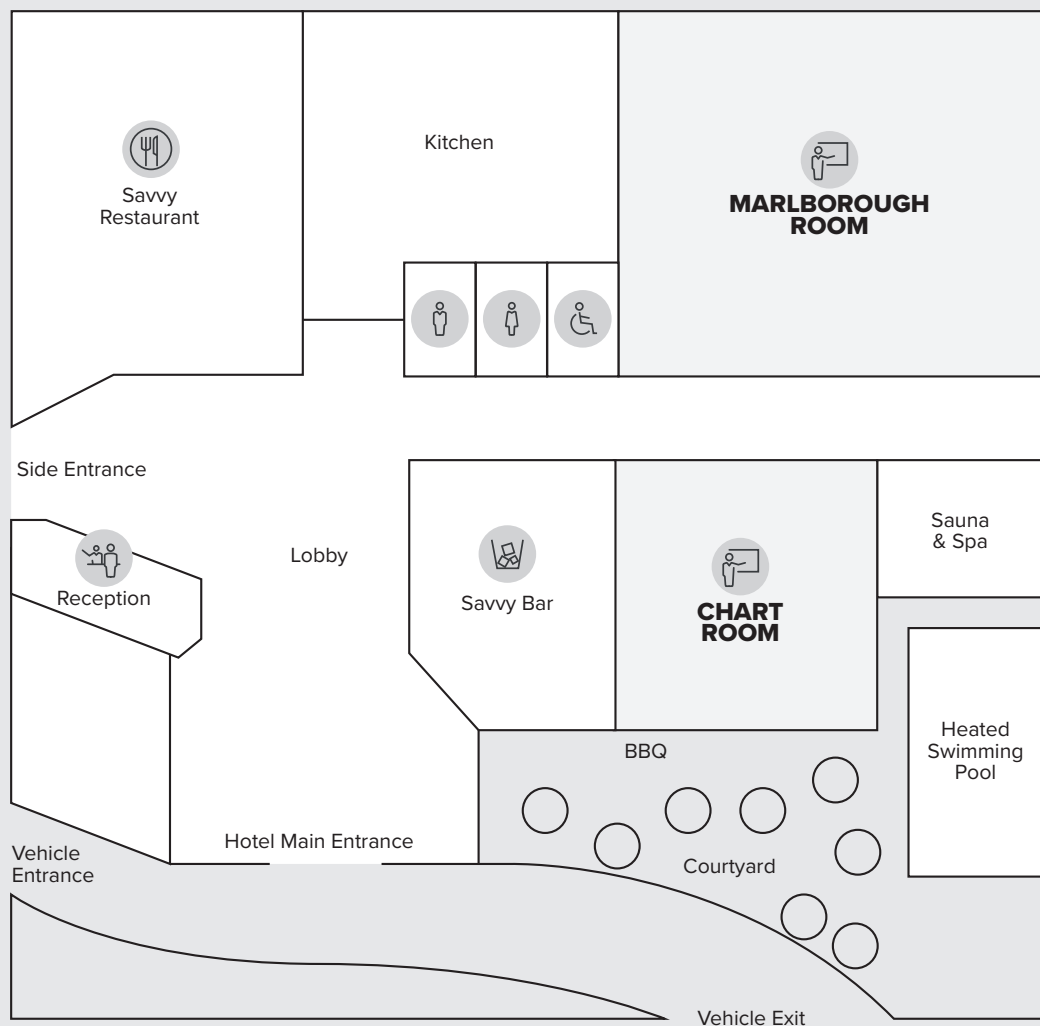 Kitchen
Savvy
Restaurant
MARLBOROUGH
ROOM
Side Entrance
Reception
Lobby
Savvy Bar
CHART
ROOM
Sauna
& Spa
Heated
Swimming
Pool
BBQ
Hotel Main Entrance
Courtyard
Vehicle
Entrance
Vehicle Exit